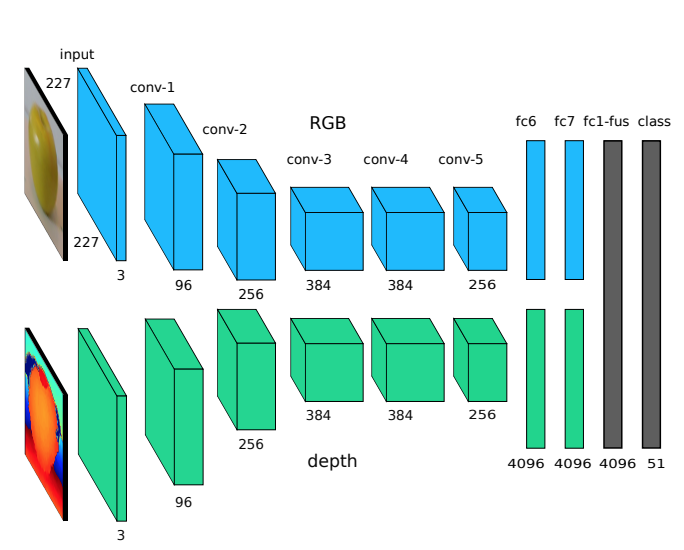 input
227
conv-1
conv-2
RGB
conv-3
conv-4
conv-5
fc6
fc7
fc1-fus
class
227
3
96
256
384
384
256
384
384
256
256
depth
4096
4096
4096
51
96
3